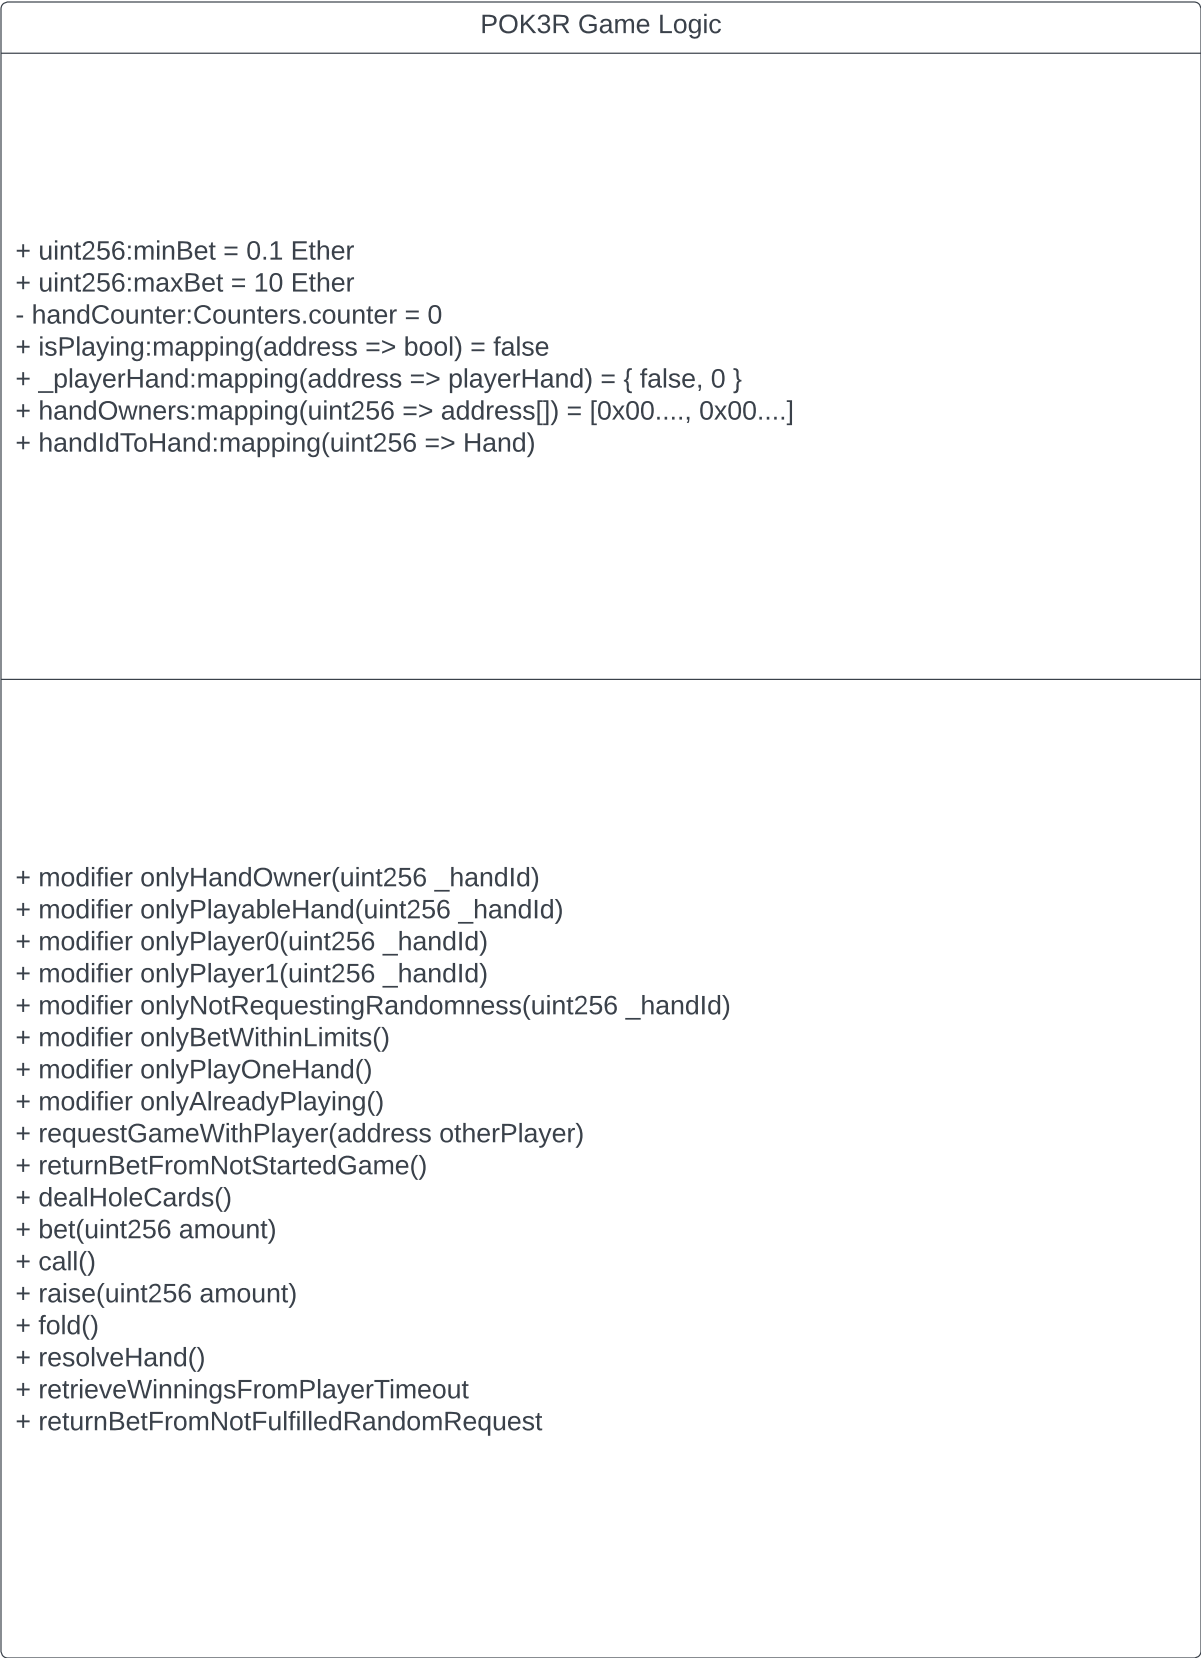 POK3R Game Logic
+ uint256:minBet = 0.1 Ether
+ uint256:maxBet = 10 Ether
- handCounter:Counters.counter = 0
+ isPlaying:mapping(address => bool) = false
+ _playerHand:mapping(address => playerHand) = { false, 0 }
+ handOwners:mapping(uint256 => address[]) = [0x00...., 0x00....]
+ handIdToHand:mapping(uint256 => Hand)
+ modifier onlyHandOwner(uint256 _handId)
+ modifier onlyPlayableHand(uint256 _handId)
+ modifier onlyPlayer0(uint256 _handId)
+ modifier onlyPlayer1(uint256 _handId)
+ modifier onlyNotRequestingRandomness(uint256 _handId)
+ modifier onlyBetWithinLimits()
+ modifier onlyPlayOneHand()
+ modifier onlyAlreadyPlaying()
+ requestGameWithPlayer(address otherPlayer)
+ returnBetFromNotStartedGame()
+ dealHoleCards()
+ bet(uint256 amount)
+ call()
+ raise(uint256 amount)
+ fold()
+ resolveHand()
+ retrieveWinningsFromPlayerTimeout
+ returnBetFromNotFulfilledRandomRequest